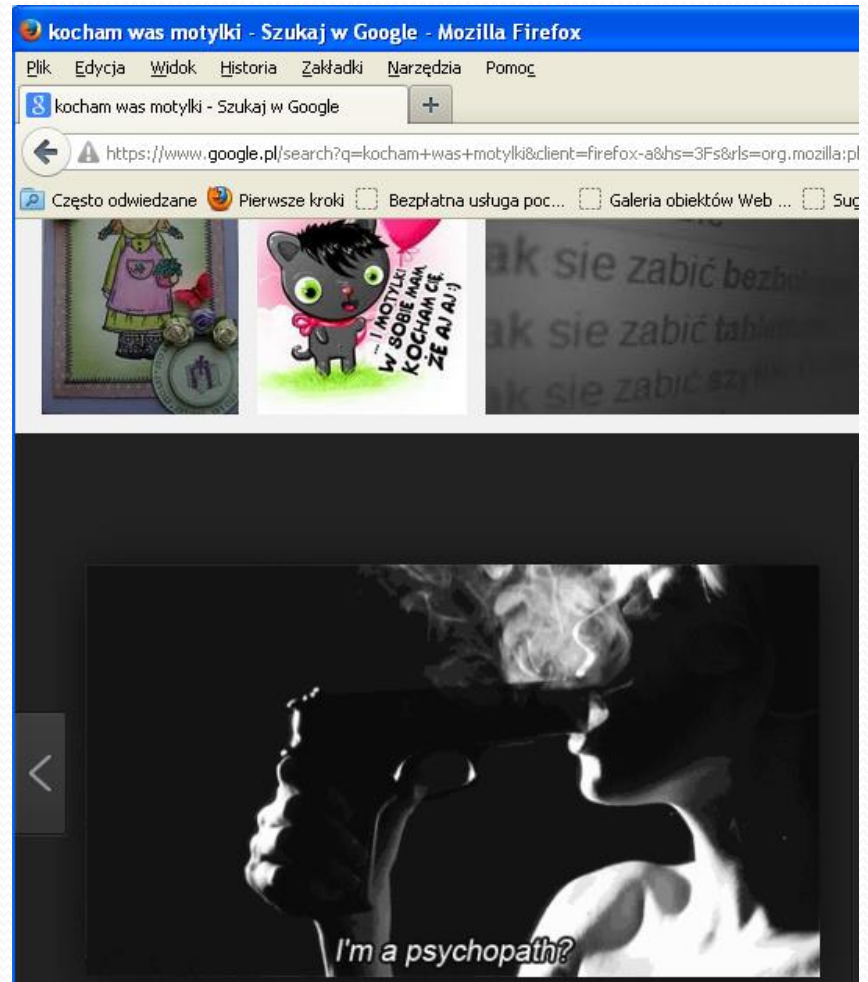 kocham was motylki - Szukaj w Google - Mozilla Firefox
Plik Edycja Widok Historia Zakładki Narzędzia Pomoc
8 kocham was motylki - Szukaj w Google +
https://www.google.pl/search?q=kocham+was+motylki&client=firefox-a&hs=3Fs&rls=org.mozilla:pl
Często odwiedzane Pierwsze kroki Bezpłatna usługa poc... Galeria obiektów Web ... Sug
... I MOTYLKI
W SOBIE MAM,
KOCHAM CIĘ,
ŻE AJ AJ :)
ak sie zabić
ak sie zabić
ak sie zabić
I'm a psychopath?